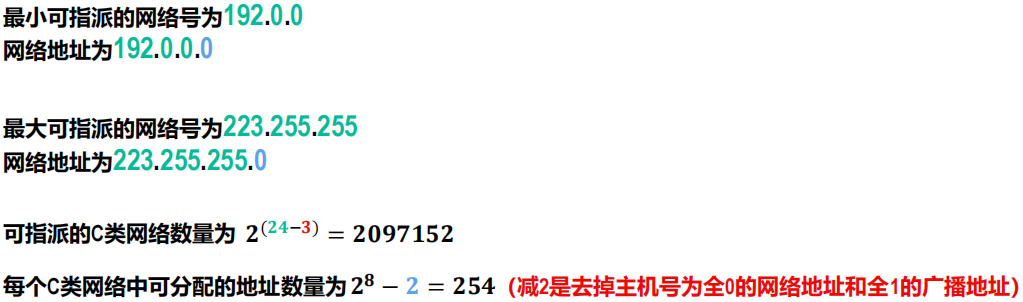 最小可指派的网络号为192.0.0
网络地址为192.0.0.0
最大可指派的网络号为223.255.255
网络地址为223.255.255.0
可指派的C类网络数量为 2^(24−3) = 2097152
每个C类网络中可分配的地址数量为 2^8 − 2 = 254（减2是去掉主机号为全0的网络地址和全1的广播地址）